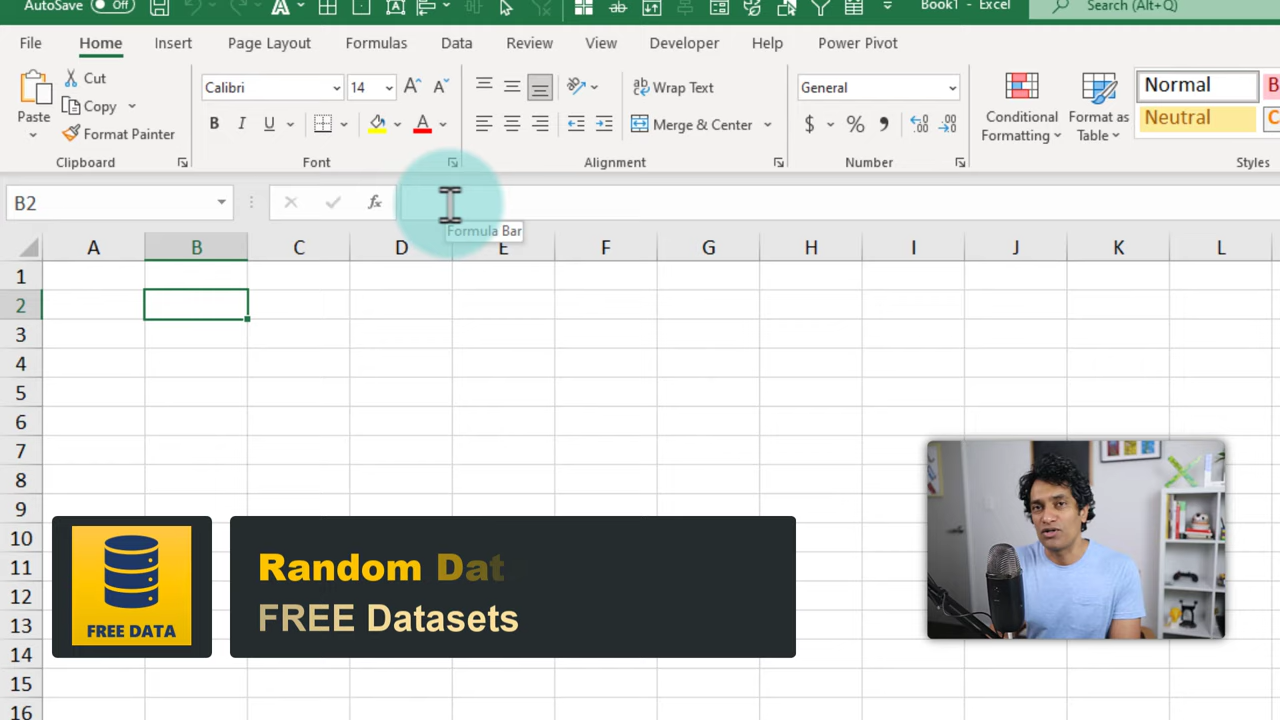 AutoSave Off Book1 - Excel Search (Alt+Q)
File Home Insert Page Layout Formulas Data Review View Developer Help Power Pivot
Paste
Cut
Copy
Format Painter
Clipboard
Calibri 14
B I U
Font
Wrap Text
Merge & Center
Alignment
General
$ %
Number
Conditional Formatting
Format as Table
Normal
Neutral
Styles
B2 fx
Formula Bar
A B C D E F G H I J K L
1
2
3
4
5
6
7
8
9
10
11
12
13
14
15
16
FREE DATA
Random Dat
FREE Datasets